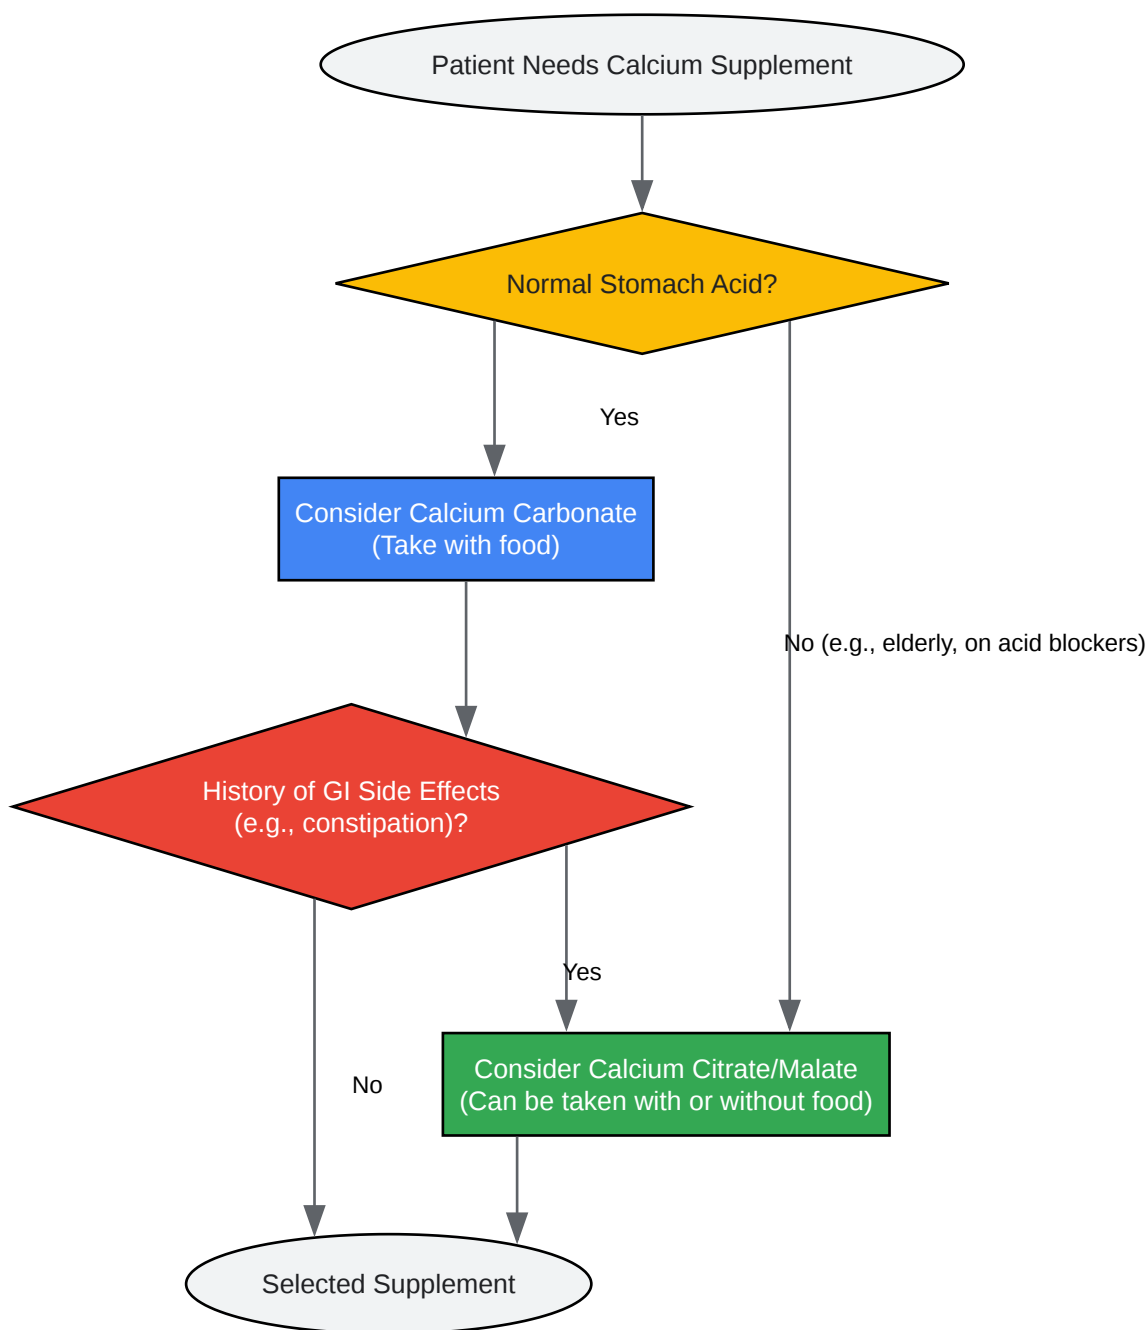 Patient Needs Calcium Supplement
Normal Stomach Acid?
Yes
Consider Calcium Carbonate
(Take with food)
No (e.g., elderly, on acid blockers)
History of GI Side Effects
(e.g., constipation)?
Yes
Consider Calcium Citrate/Malate
(Can be taken with or without food)
No
Selected Supplement